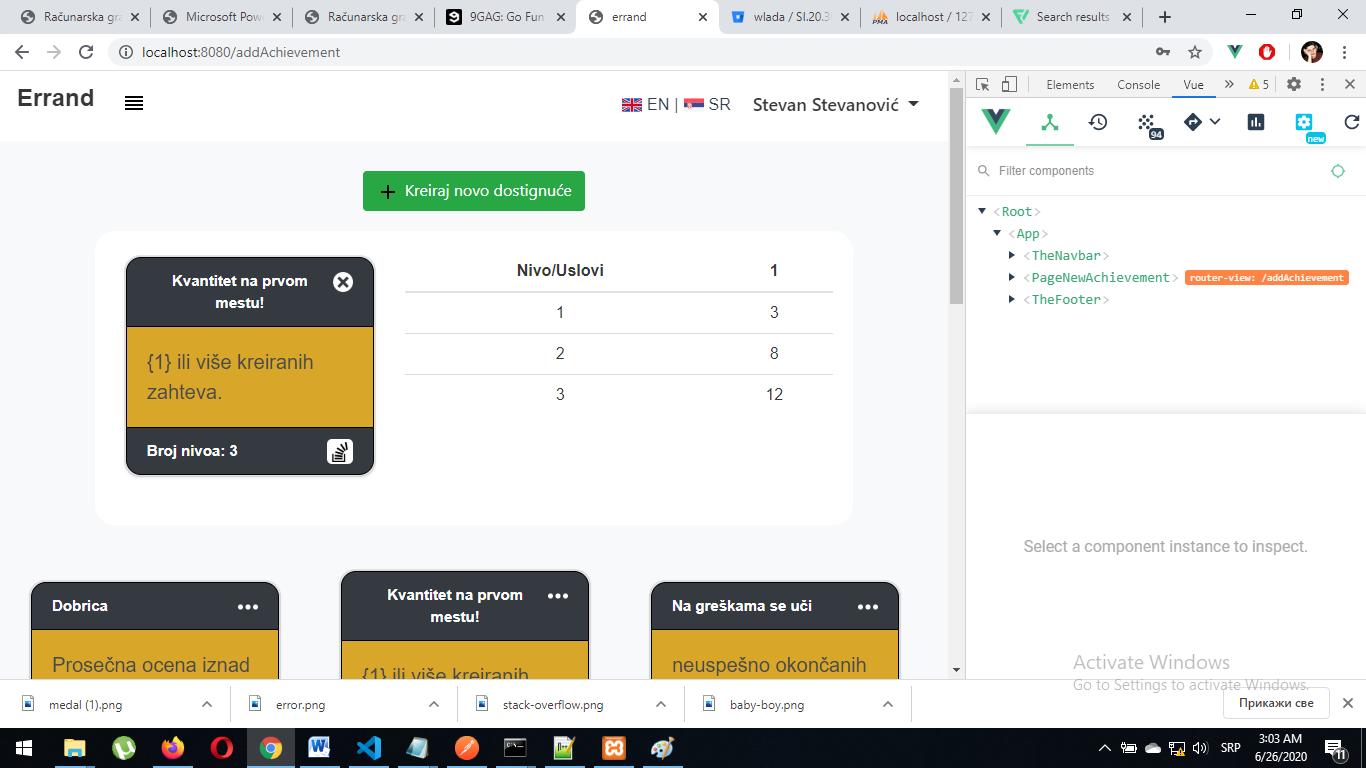 Računarska gra
Microsoft Pow
Računarska gra
9GAG: Go Fun
errand
wlada / SI.20.3
localhost / 127
Search results
localhost:8080/addAchievement
Errand
EN | SR
Stevan Stevanović
Elements
Console
Vue
5
94
new
Filter components
<Root>
<App>
<TheNavbar>
<PageNewAchievement> router-view: /addAchievement
<TheFooter>
Select a component instance to inspect.
Kreiraj novo dostignuće
Kvantitet na prvom
mestu!
{1} ili više kreiranih
zahteva.
Broj nivoa: 3
Nivo/Uslovi 1
1 3
2 8
3 12
Dobrica
Prosečna ocena iznad
Kvantitet na prvom
mestu!
{1} ili više kreiranih
Na greškama se uči
neuspešno okončanih
Activate Windows
Go to Settings to activate Windows.
medal (1).png
error.png
stack-overflow.png
baby-boy.png
Прикажи све
SRP
3:03 AM
6/26/2020
11